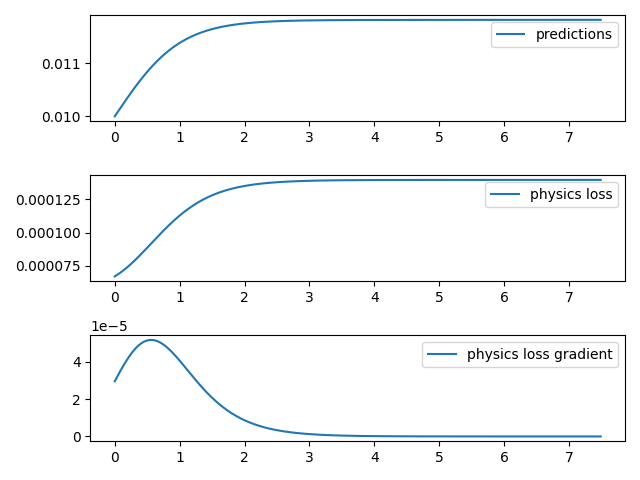 predictions
0.011
0.010
0 1 2 3 4 5 6 7
physics loss
0.000125
0.000100
0.000075
0 1 2 3 4 5 6 7
1e−5
physics loss gradient
4
2
0
0 1 2 3 4 5 6 7